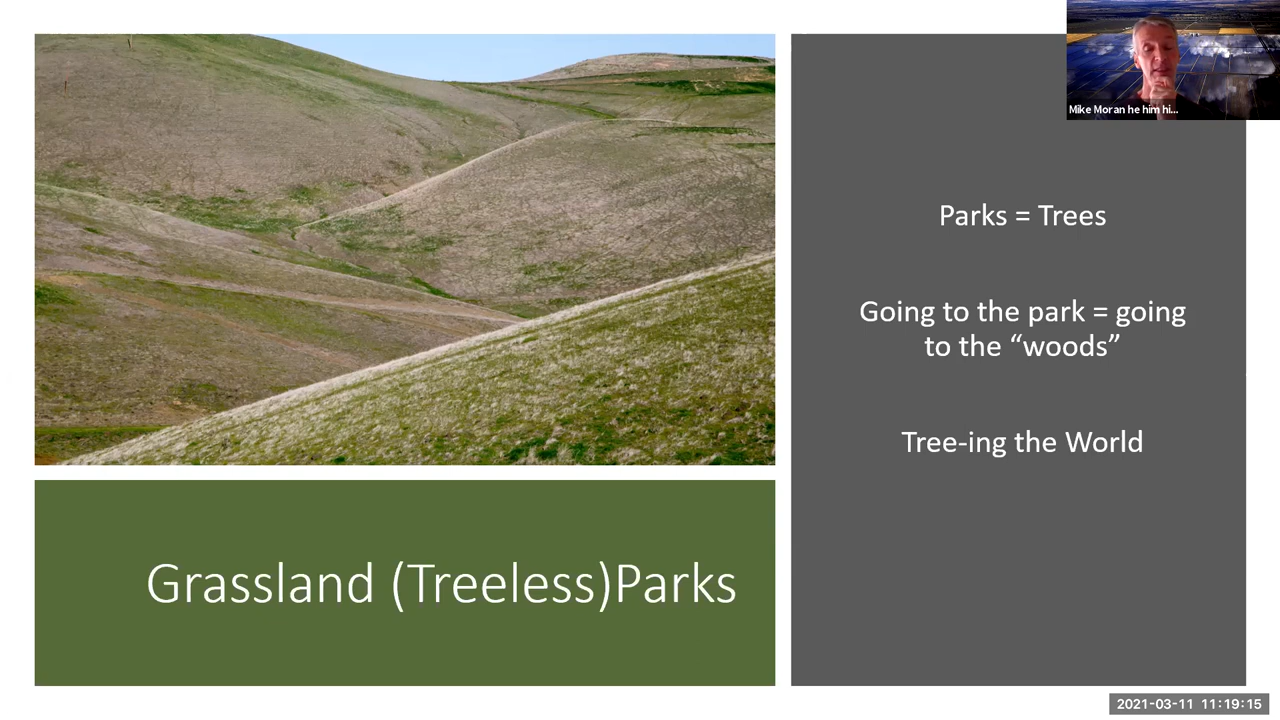 Mike Moran he him hi...
Parks = Trees
Going to the park = going
to the “woods”
Tree-ing the World
Grassland (Treeless)Parks
2021-03-11 11:19:15